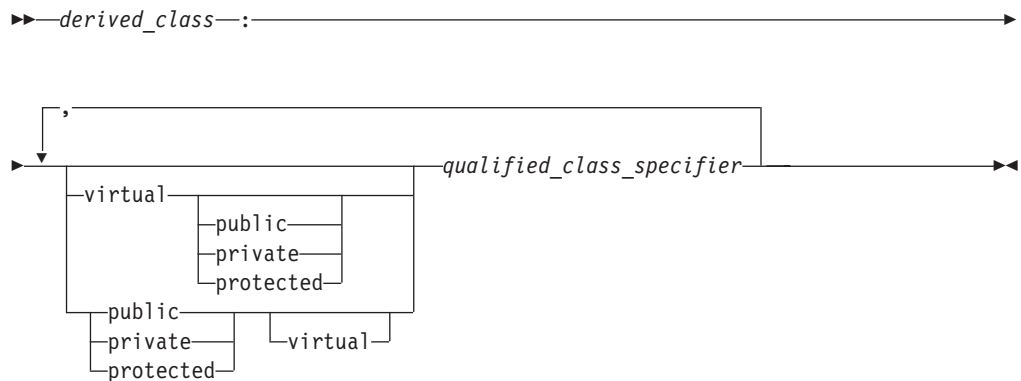 derived_class :
,
qualified_class_specifier
virtual
public
private
protected
public
private virtual
protected